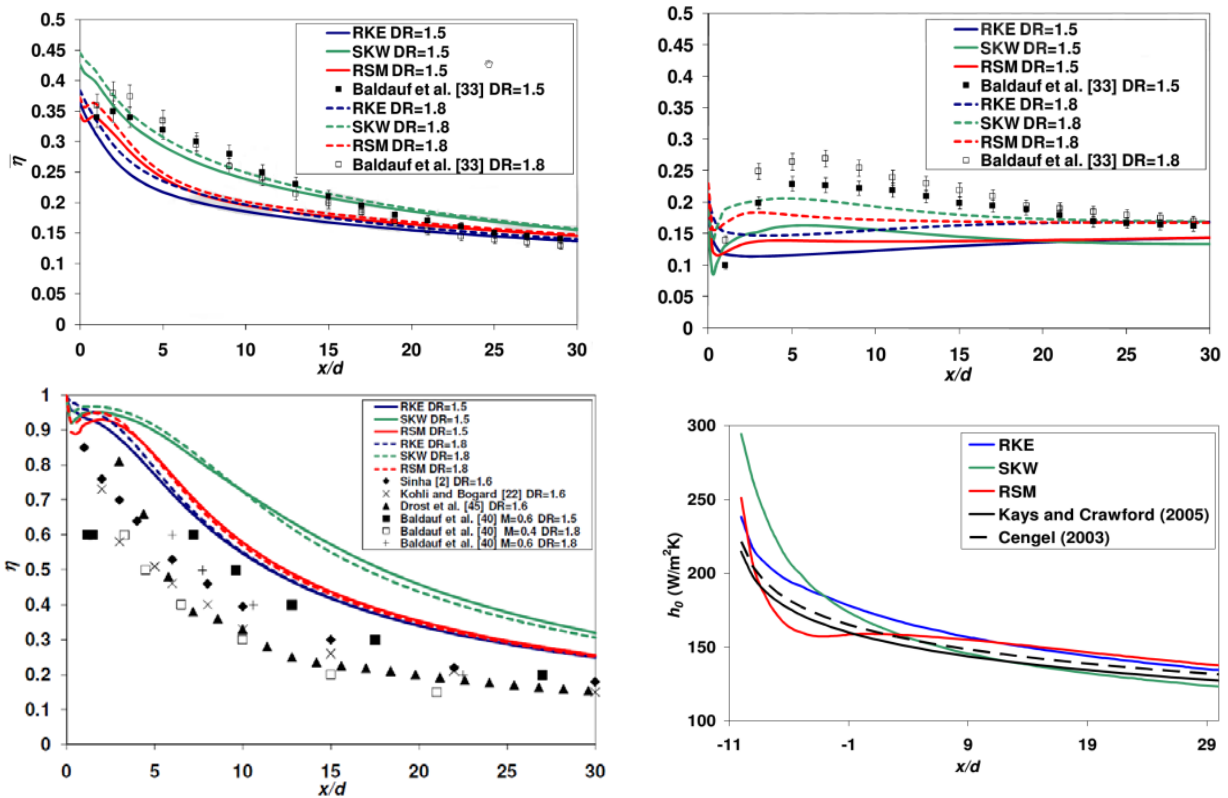 0.5
0.45
0.4
0.35
0.3
0.25
0.2
0.15
0.1
0.05
0
η
0
5
10
15
20
25
30
x/d
RKE DR=1.5
SKW DR=1.5
RSM DR=1.5
Baldauf et al. [33] DR=1.5
RKE DR=1.8
SKW DR=1.8
RSM DR=1.8
Baldauf et al. [33] DR=1.8
0.5
0.45
0.4
0.35
0.3
0.25
0.2
0.15
0.1
0.05
0
0
5
10
15
20
25
30
x/d
RKE DR=1.5
SKW DR=1.5
RSM DR=1.5
Baldauf et al. [33] DR=1.5
RKE DR=1.8
SKW DR=1.8
RSM DR=1.8
Baldauf et al. [33] DR=1.8
1
0.9
0.8
0.7
0.6
0.5
0.4
0.3
0.2
0.1
0
η
0
5
10
15
20
25
30
x/d
RKE DR=1.5
SKW DR=1.5
RSM DR=1.5
RKE DR=1.8
SKW DR=1.8
RSM DR=1.8
Sinha [2] DR=1.6
Kohli and Bogard [22] DR=1.6
Drost et al. [45] DR=1.6
Baldauf et al. [40] M=0.6 DR=1.5
Baldauf et al. [40] M=0.4 DR=1.8
Baldauf et al. [40] M=0.6 DR=1.8
300
250
200
150
100
h₀ (W/m²K)
-11
-1
9
19
29
x/d
RKE
SKW
RSM
Kays and Crawford (2005)
Cengel (2003)